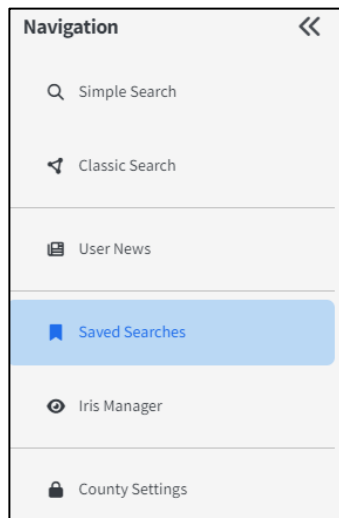 Navigation
Simple Search
Classic Search
User News
Saved Searches
Iris Manager
County Settings